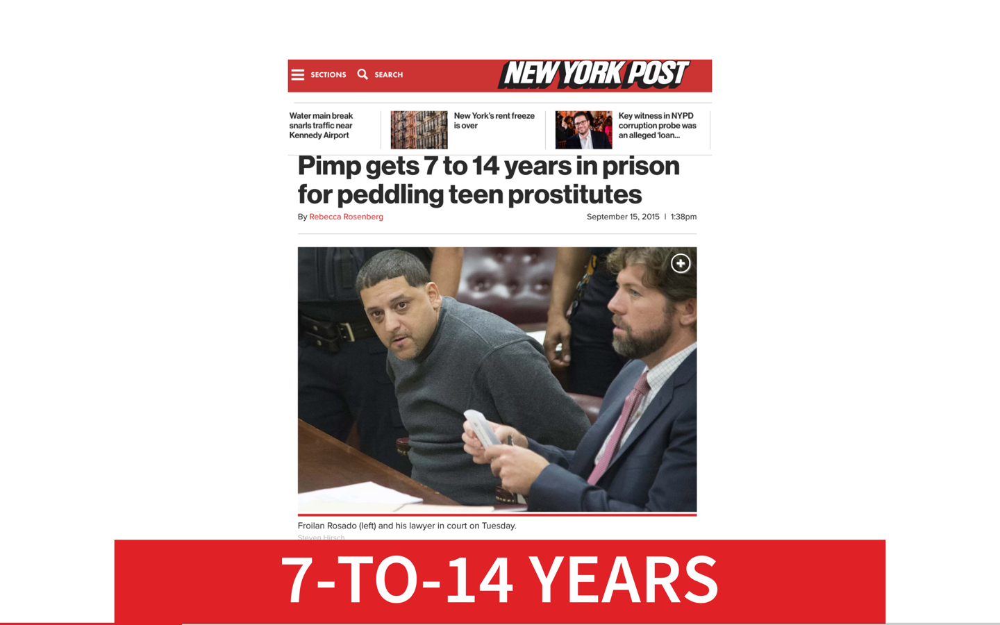 SECTIONS
SEARCH
NEW YORK POST
Water main break
snarls traffic near
Kennedy Airport
New York's rent freeze
is over
Key witness in NYPD
corruption probe was
an alleged 'loan...
Pimp gets 7 to 14 years in prison
for peddling teen prostitutes
By Rebecca Rosenberg
September 15, 2015 | 1:38pm
Froilan Rosado (left) and his lawyer in court on Tuesday.
Steven Hirsch
7-TO-14 YEARS